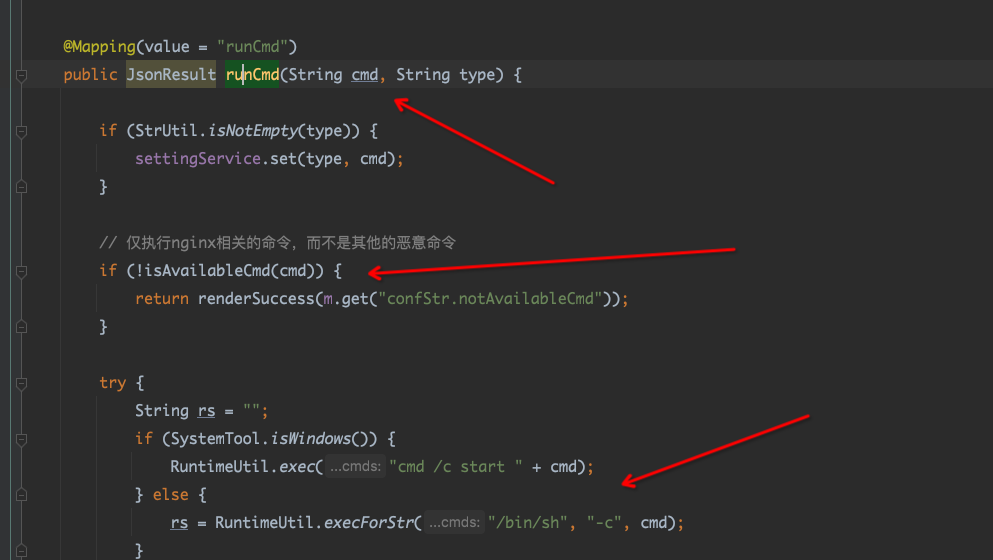 @Mapping(value = "runCmd")
public JsonResult runCmd(String cmd, String type) {
if (StrUtil.isNotEmpty(type)) {
settingService.set(type, cmd);
}
// 仅执行nginx相关的命令，而不是其他的恶意命令
if (!isAvailableCmd(cmd)) {
return renderSuccess(m.get("confStr.notAvailableCmd"));
}
try {
String rs = "";
if (SystemTool.isWindows()) {
RuntimeUtil.exec( ...cmds: "cmd /c start " + cmd);
} else {
rs = RuntimeUtil.execForStr( ...cmds: "/bin/sh", "-c", cmd);
}